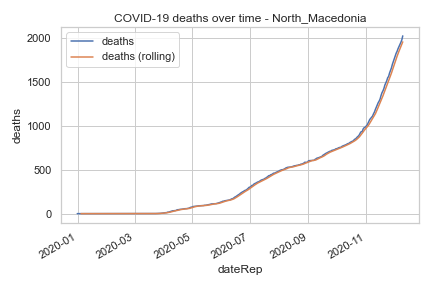 COVID-19 deaths over time - North_Macedonia
deaths
deaths (rolling)
2000
1500
1000
500
0
deaths
2020-01
2020-03
2020-05
2020-07
2020-09
2020-11
dateRep